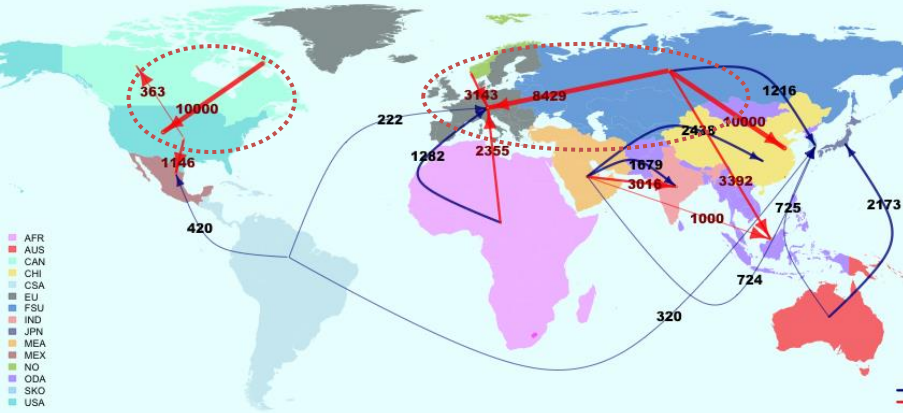 363
10000
1146
420
222
3143
8429
1282
2355
1216
2438
10000
1679
3016
3392
1000
725
2173
724
320
AFR
AUS
CAN
CHI
CSA
EU
FSU
IND
JPN
MEA
MEX
NO
ODA
SKO
USA